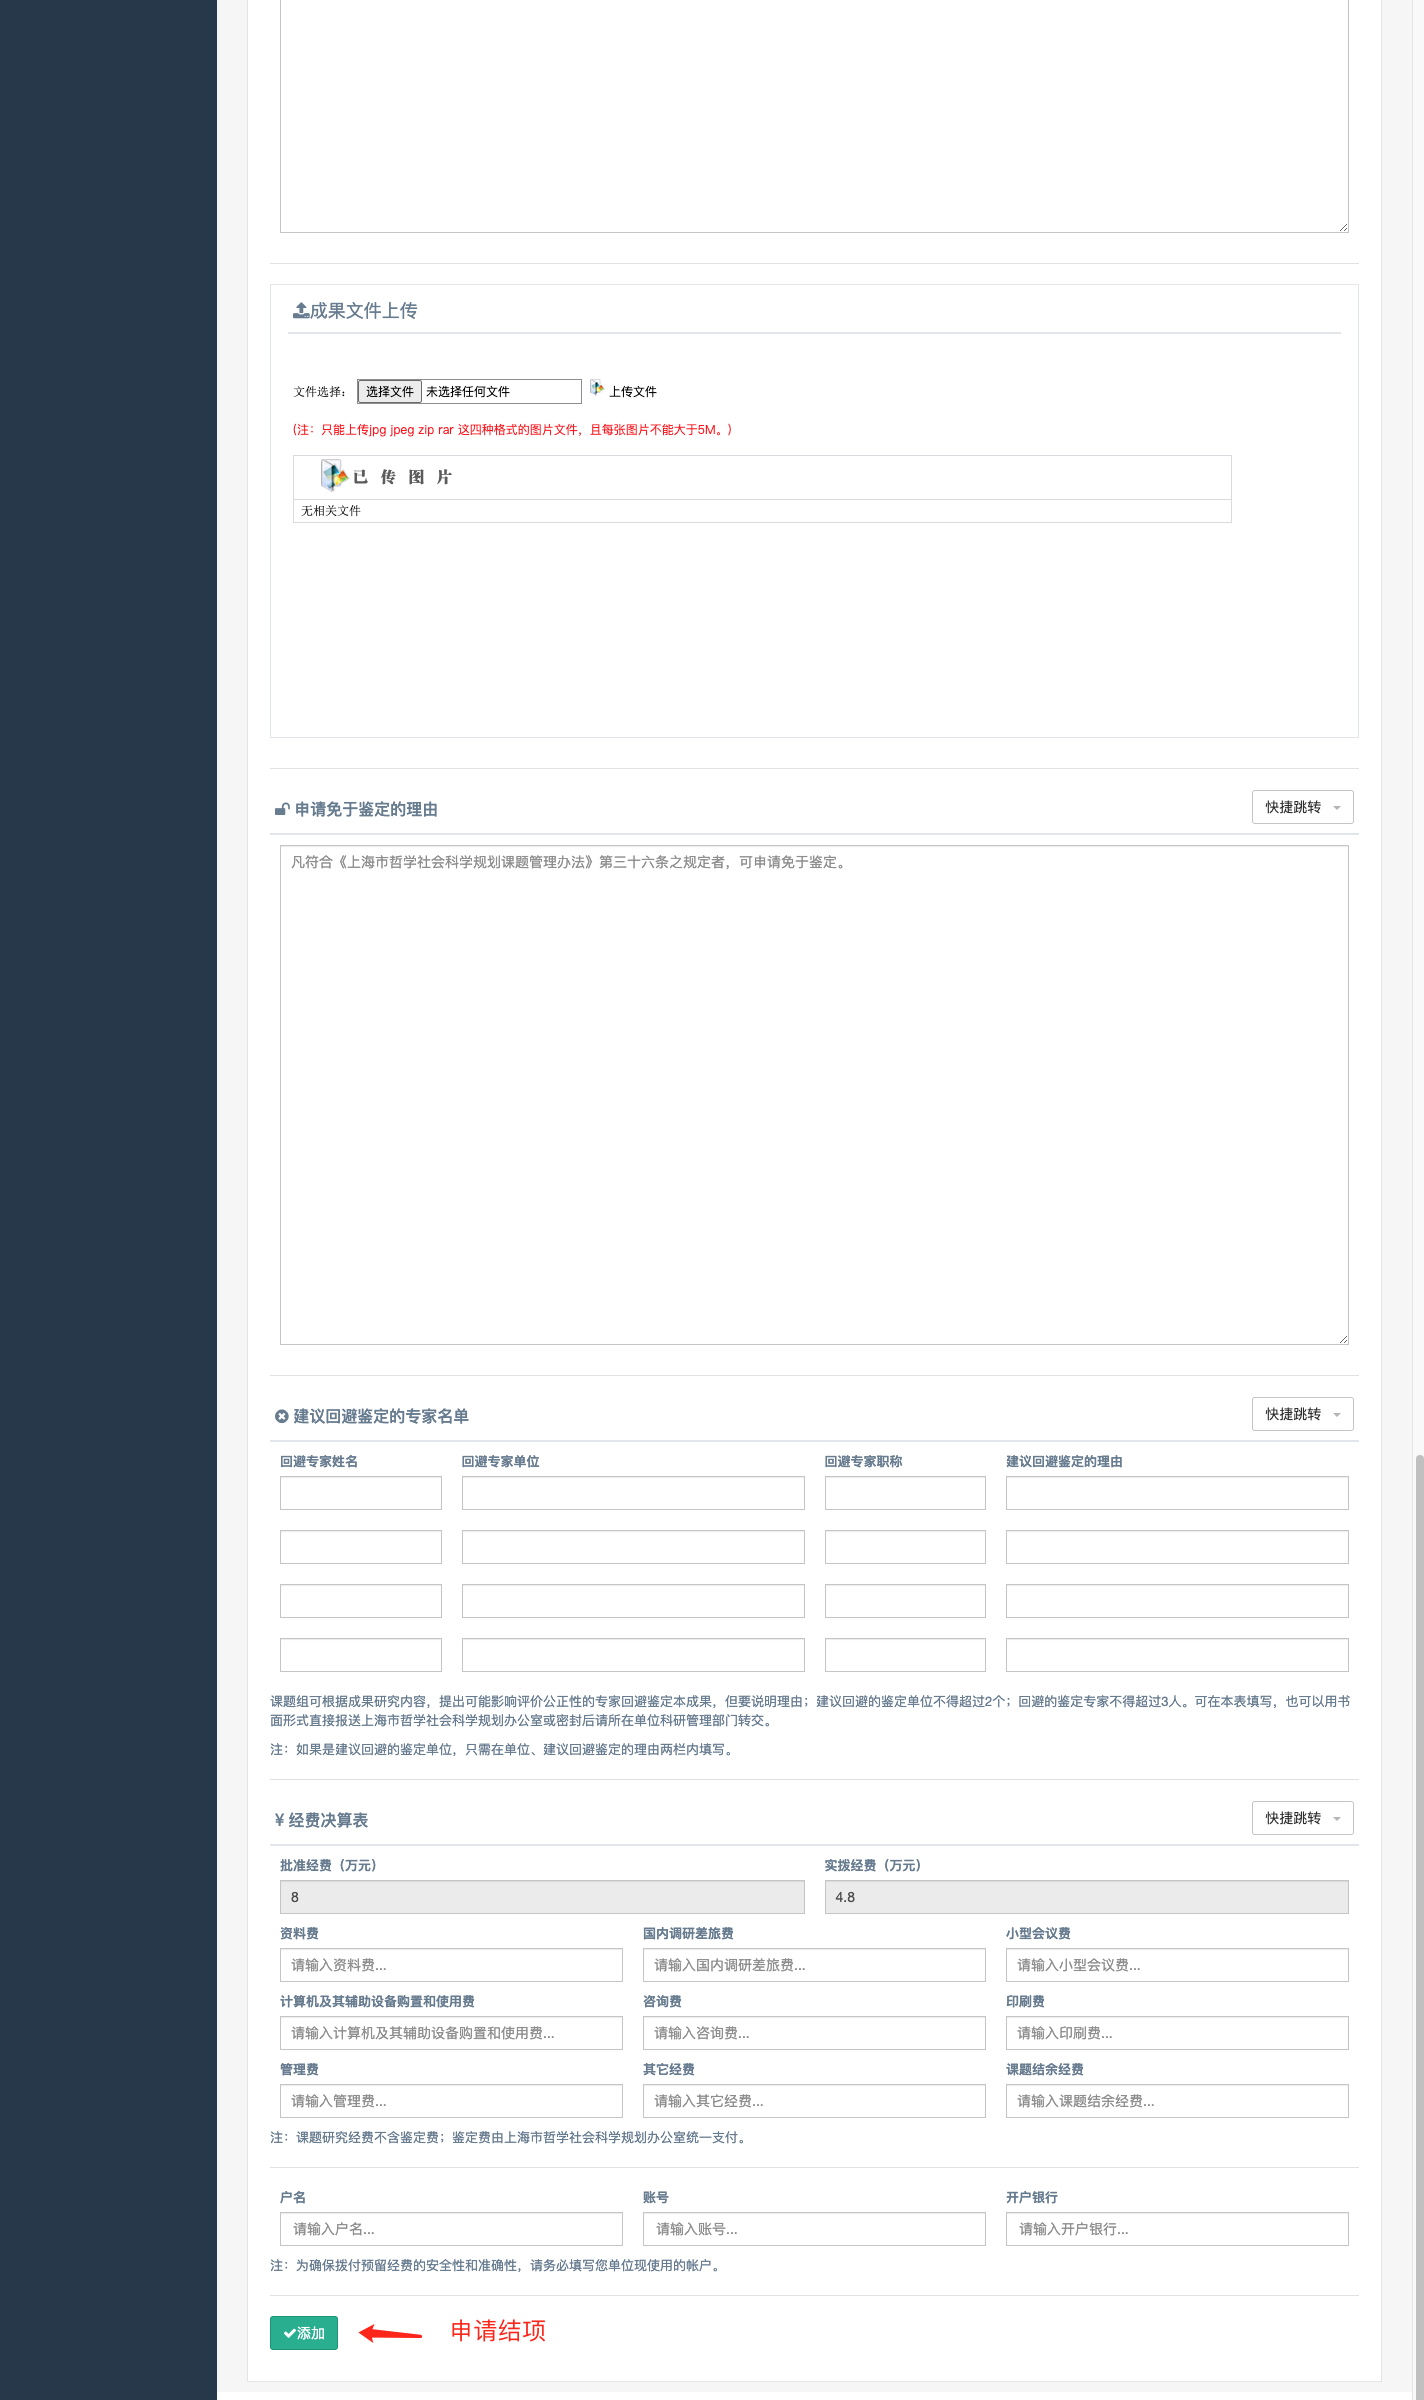 成果文件上传
文件选择： 选择文件 未选择任何文件 上传文件
(注：只能上传jpg jpeg zip rar 这四种格式的图片文件，且每张图片不能大于5M。)
已 传 图 片
无相关文件
申请免于鉴定的理由 快捷跳转
凡符合《上海市哲学社会科学规划课题管理办法》第三十六条之规定者，可申请免于鉴定。
建议回避鉴定的专家名单 快捷跳转
回避专家姓名 回避专家单位 回避专家职称 建议回避鉴定的理由
课题组可根据成果研究内容，提出可能影响评价公正性的专家回避鉴定本成果，但要说明理由；建议回避的鉴定单位不得超过2个；回避的鉴定专家不得超过3人。可在本表填写，也可以用书
面形式直接报送上海市哲学社会科学规划办公室或密封后请所在单位科研管理部门转交。
注：如果是建议回避的鉴定单位，只需在单位、建议回避鉴定的理由两栏内填写。
¥ 经费决算表 快捷跳转
批准经费（万元） 实拨经费（万元）
8 4.8
资料费 国内调研差旅费 小型会议费
请输入资料费... 请输入国内调研差旅费... 请输入小型会议费...
计算机及其辅助设备购置和使用费 咨询费 印刷费
请输入计算机及其辅助设备购置和使用费... 请输入咨询费... 请输入印刷费...
管理费 其它经费 课题结余经费
请输入管理费... 请输入其它经费... 请输入课题结余经费...
注：课题研究经费不含鉴定费；鉴定费由上海市哲学社会科学规划办公室统一支付。
户名 账号 开户银行
请输入户名... 请输入账号... 请输入开户银行...
注：为确保拨付预留经费的安全性和准确性，请务必填写您单位现使用的帐户。
添加 申请结项